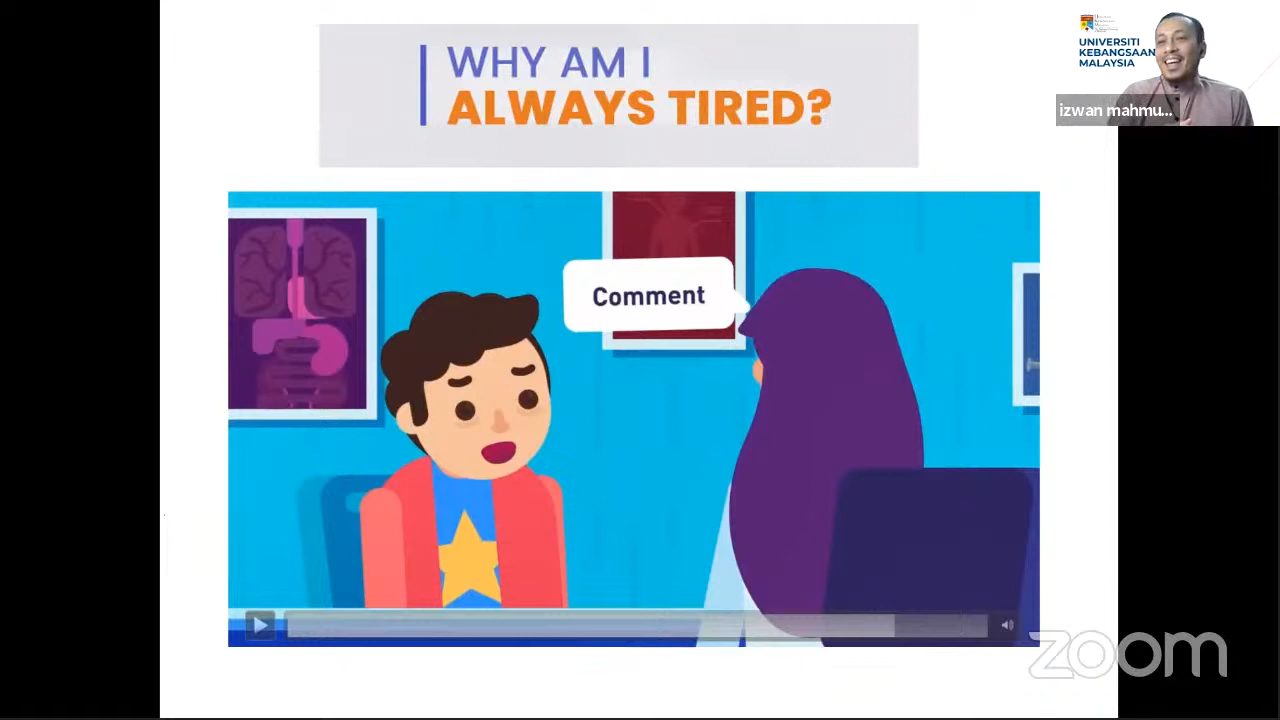 WHY AM I
ALWAYS TIRED?
UNIVERSITI
KEBANGSAAN
MALAYSIA
izwan mahmu...
Comment
zoom